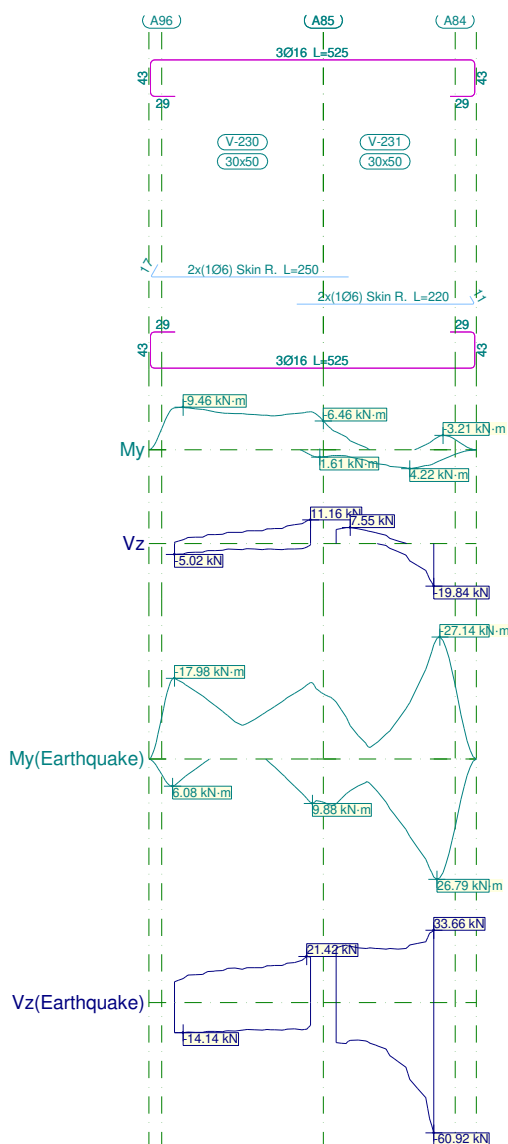 A96 A85 A84
3Ø16 L=525
43 43
29 29
V-230 V-231
30x50 30x50
17 2x(1Ø6) Skin R. L=250
2x(1Ø6) Skin R. L=220 11
29 29
43 43
3Ø16 L=525
-9.46 kN·m
-6.46 kN·m
-3.21 kN·m
My
1.61 kN·m
4.22 kN·m
11.16 kN
7.55 kN
Vz
-5.02 kN
-19.84 kN
-27.14 kN·m
-17.98 kN·m
My(Earthquake)
6.08 kN·m
9.88 kN·m
26.79 kN·m
33.66 kN
21.42 kN
Vz(Earthquake)
-14.14 kN
-60.92 kN